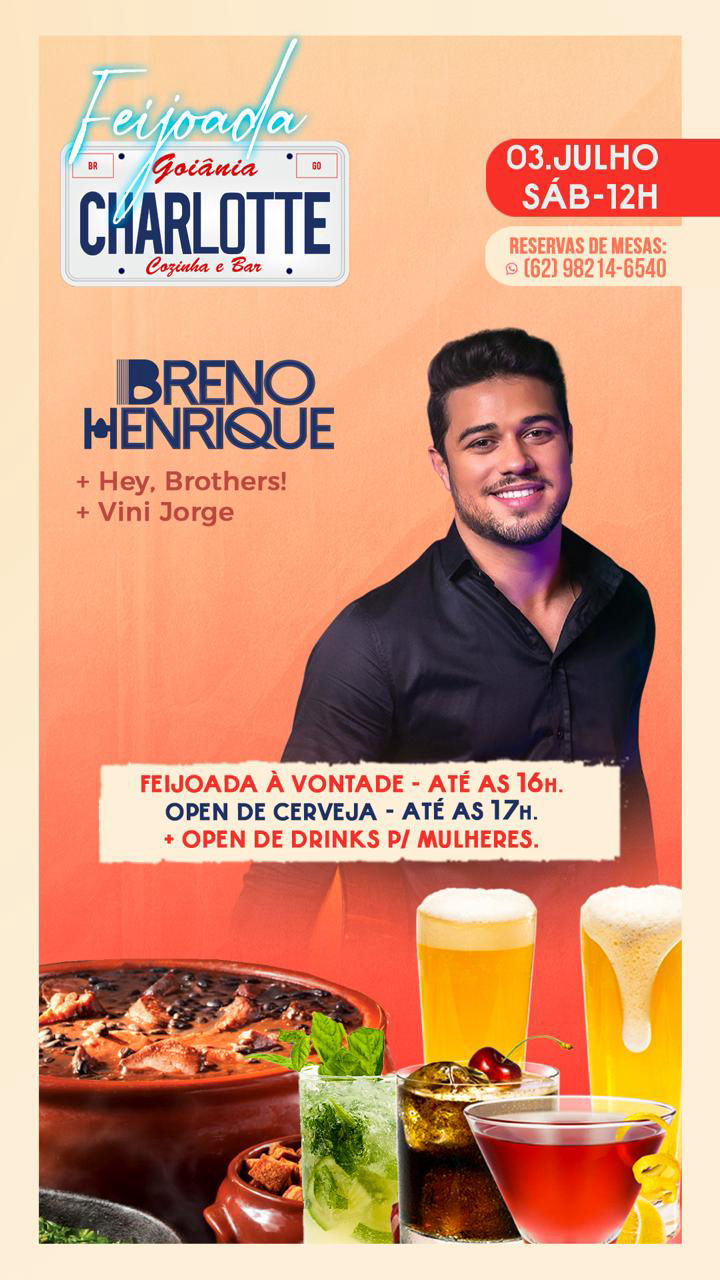 Feijoada
BR
Goiânia
GO
CHARLOTTE
Cozinha e Bar
03.JULHO
SÁB-12H
RESERVAS DE MESAS:
(62) 98214-6540
BRENO
HENRIQUE
+ Hey, Brothers!
+ Vini Jorge
FEIJOADA À VONTADE - ATÉ AS 16H.
OPEN DE CERVEJA - ATÉ AS 17H.
+ OPEN DE DRINKS P/ MULHERES.